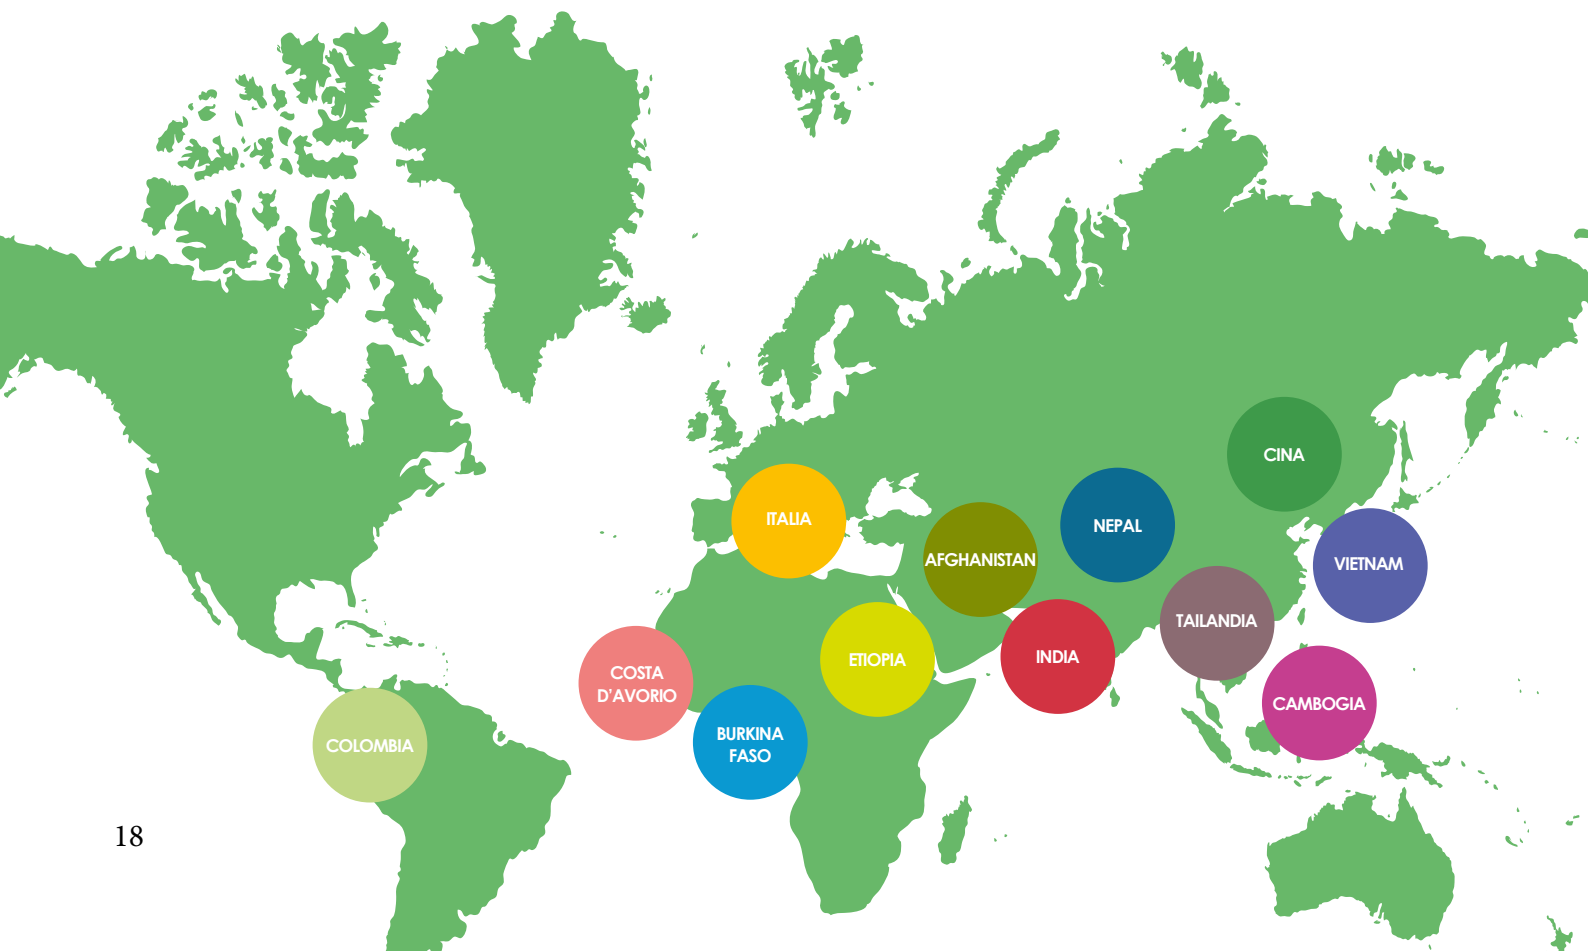 CINA
ITALIA
NEPAL
AFGHANISTAN
VIETNAM
TAILANDIA
ETIOPIA
INDIA
COSTA
D'AVORIO
CAMBOGIA
BURKINA
FASO
COLOMBIA
18